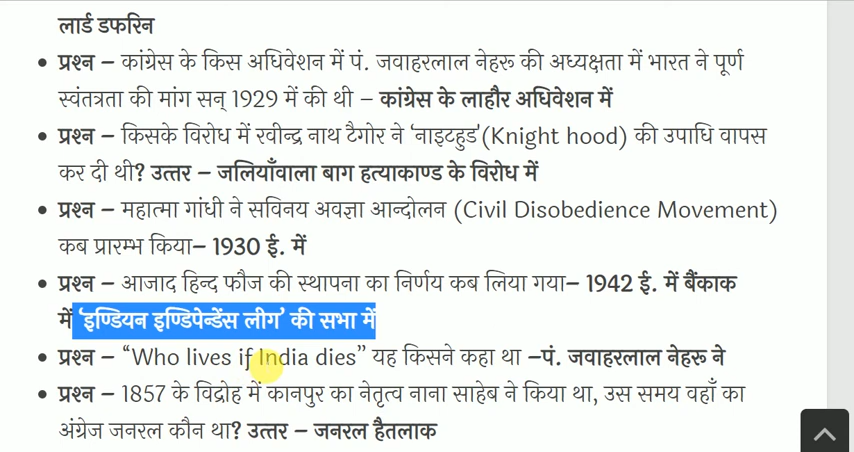 लार्ड डफरिन
प्रश्न – कांग्रेस के किस अधिवेशन में पं. जवाहरलाल नेहरू की अध्यक्षता में भारत ने पूर्ण
स्वंतत्रता की मांग सन् 1929 में की थी – कांग्रेस के लाहौर अधिवेशन में
प्रश्न – किसके विरोध में रवीन्द्र नाथ टैगोर ने 'नाइटहुड'(Knight hood) की उपाधि वापस
कर दी थी? उत्तर – जलियाँवाला बाग हत्याकाण्ड के विरोध में
प्रश्न – महात्मा गांधी ने सविनय अवज्ञा आन्दोलन (Civil Disobedience Movement)
कब प्रारम्भ किया– 1930 ई. में
प्रश्न – आजाद हिन्द फौज की स्थापना का निर्णय कब लिया गया– 1942 ई. में बैंकाक
में 'इण्डियन इण्डिपेन्डेंस लीग' की सभा में
प्रश्न – “Who lives if India dies” यह किसने कहा था –पं. जवाहरलाल नेहरू ने
प्रश्न – 1857 के विद्रोह में कानपुर का नेतृत्व नाना साहेब ने किया था, उस समय वहाँ का
अंग्रेज जनरल कौन था? उत्तर – जनरल हैतलाक